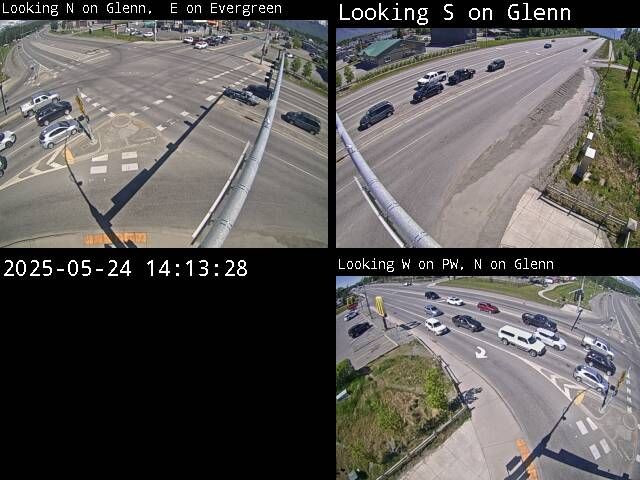 Looking N on Glenn,  E on Evergreen
Looking S on Glenn
2025-05-24 14:13:28
Looking W on PW, N on Glenn